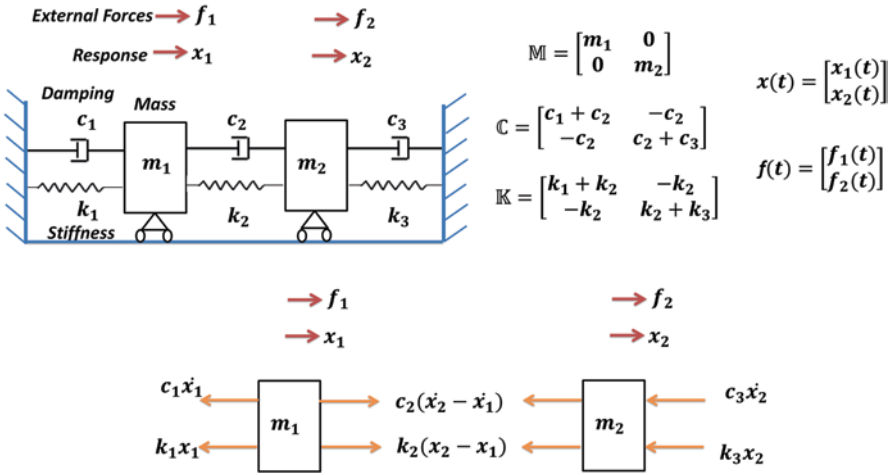 External Forces f₁ f₂
Response x₁ x₂
Damping
Mass
c₁ c₂ c₃
m₁ m₂
k₁ k₂ k₃
Stiffness
𝕄 = [m₁ 0
0 m₂]
ℂ = [c₁ + c₂ −c₂
−c₂ c₂ + c₃]
𝕂 = [k₁ + k₂ −k₂
−k₂ k₂ + k₃]
x(t) = [x₁(t)
x₂(t)]
f(t) = [f₁(t)
f₂(t)]
f₁ f₂
x₁ x₂
c₁ẋ₁ c₂(ẋ₂ − ẋ₁) c₃ẋ₂
m₁ m₂
k₁x₁ k₂(x₂ − x₁) k₃x₂